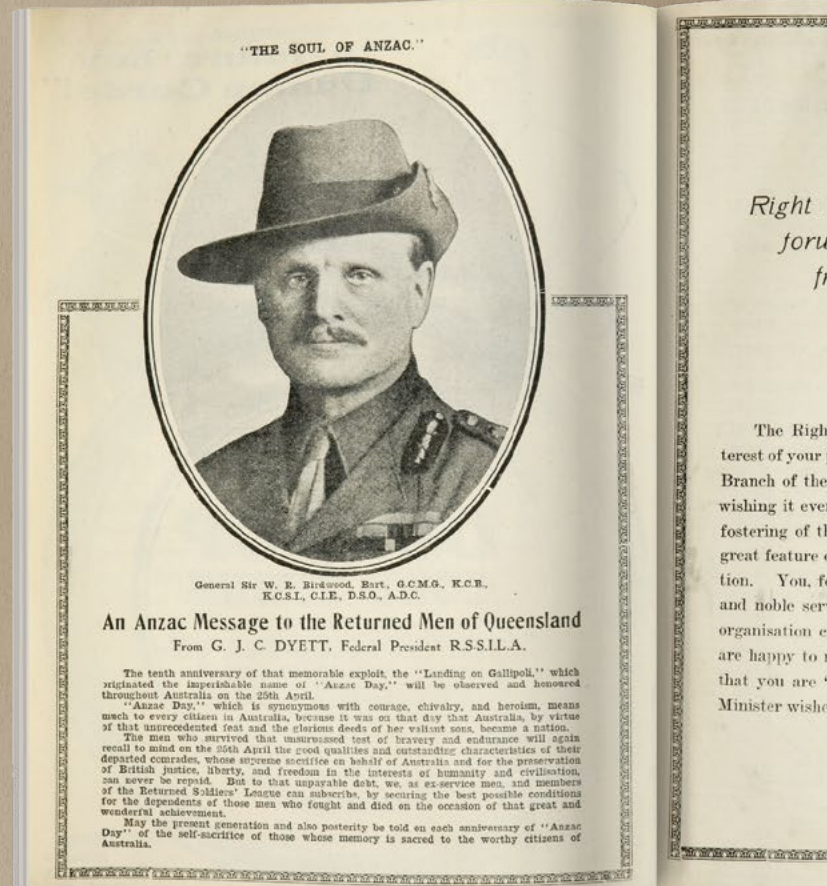 "THE SOUL OF ANZAC."
General Sir W. R. Birdwood, Bart., G.C.M.G., K.C.B.,
K.C.S.I., C.I.E., D.S.O., A.D.C.
An Anzac Message to the Returned Men of Queensland
From G. J. C. DYETT, Federal President R.S.S.I.L.A.
The tenth anniversary of that memorable exploit, the "Landing on Gallipoli," which
originated the imperishable name of "Anzac Day," will be observed and honoured
throughout Australia on the 25th April.
"Anzac Day," which is synonymous with courage, chivalry, and heroism, means
much to every citizen in Australia, because it was on that day that Australia, by virtue
of that unprecedented feat and the glorious deeds of her valiant sons, became a nation.
The men who survived that unsurpassed test of bravery and endurance will again
recall to mind on the 25th April the good qualities and outstanding characteristics of their
departed comrades, whose supreme sacrifice on behalf of Australia and for the preservation
of British justice, liberty, and freedom in the interests of humanity and civilisation,
can never be repaid. But to that unpayable debt, we, as ex-service men, and members
of the Returned Soldiers' League can subscribe, by securing the best possible conditions
for the dependents of those men who fought and died on the occasion of that great and
wonderful achievement.
May the present generation and also posterity be told on each anniversary of "Anzac
Day" of the self-sacrifice of those whose memory is sacred to the worthy citizens of
Australia.
Right
foru
fr
The Righ
terest of your
Branch of the
wishing it ever
fostering of th
great feature
tion. You, fe
and noble serv
organisation
are happy to
that you are
Minister wishe